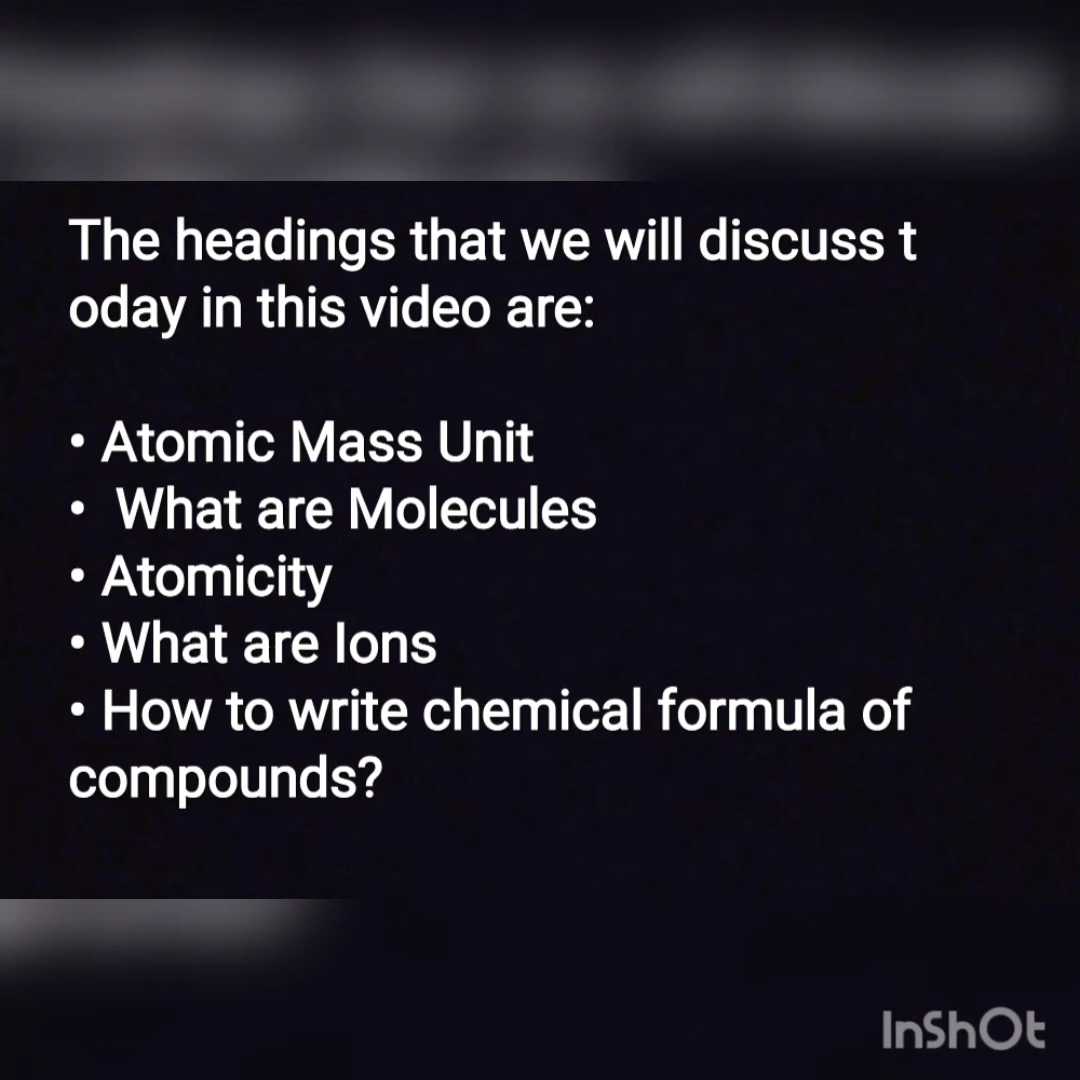 The headings that we will discuss t
oday in this video are:
• Atomic Mass Unit
• What are Molecules
• Atomicity
• What are Ions
• How to write chemical formula of
compounds?
InShOt